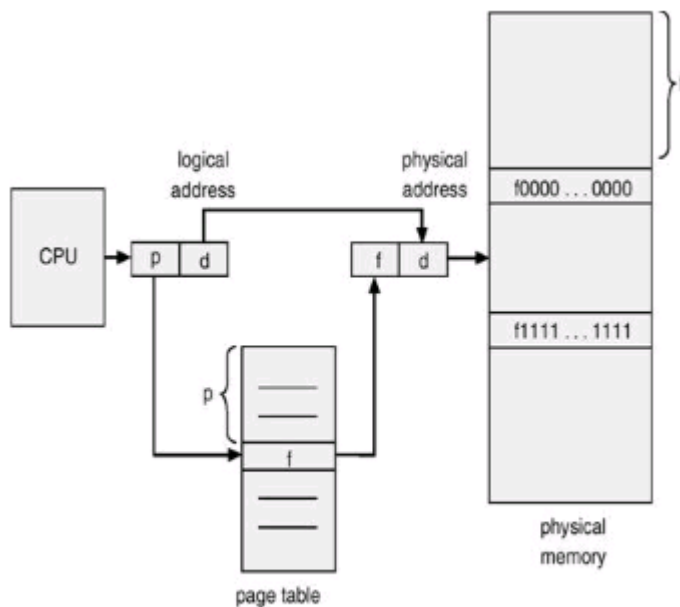 logical
address
physical
address
f0000 ... 0000
CPU
p
d
f
d
f1111 ... 1111
p
f
physical
memory
page table